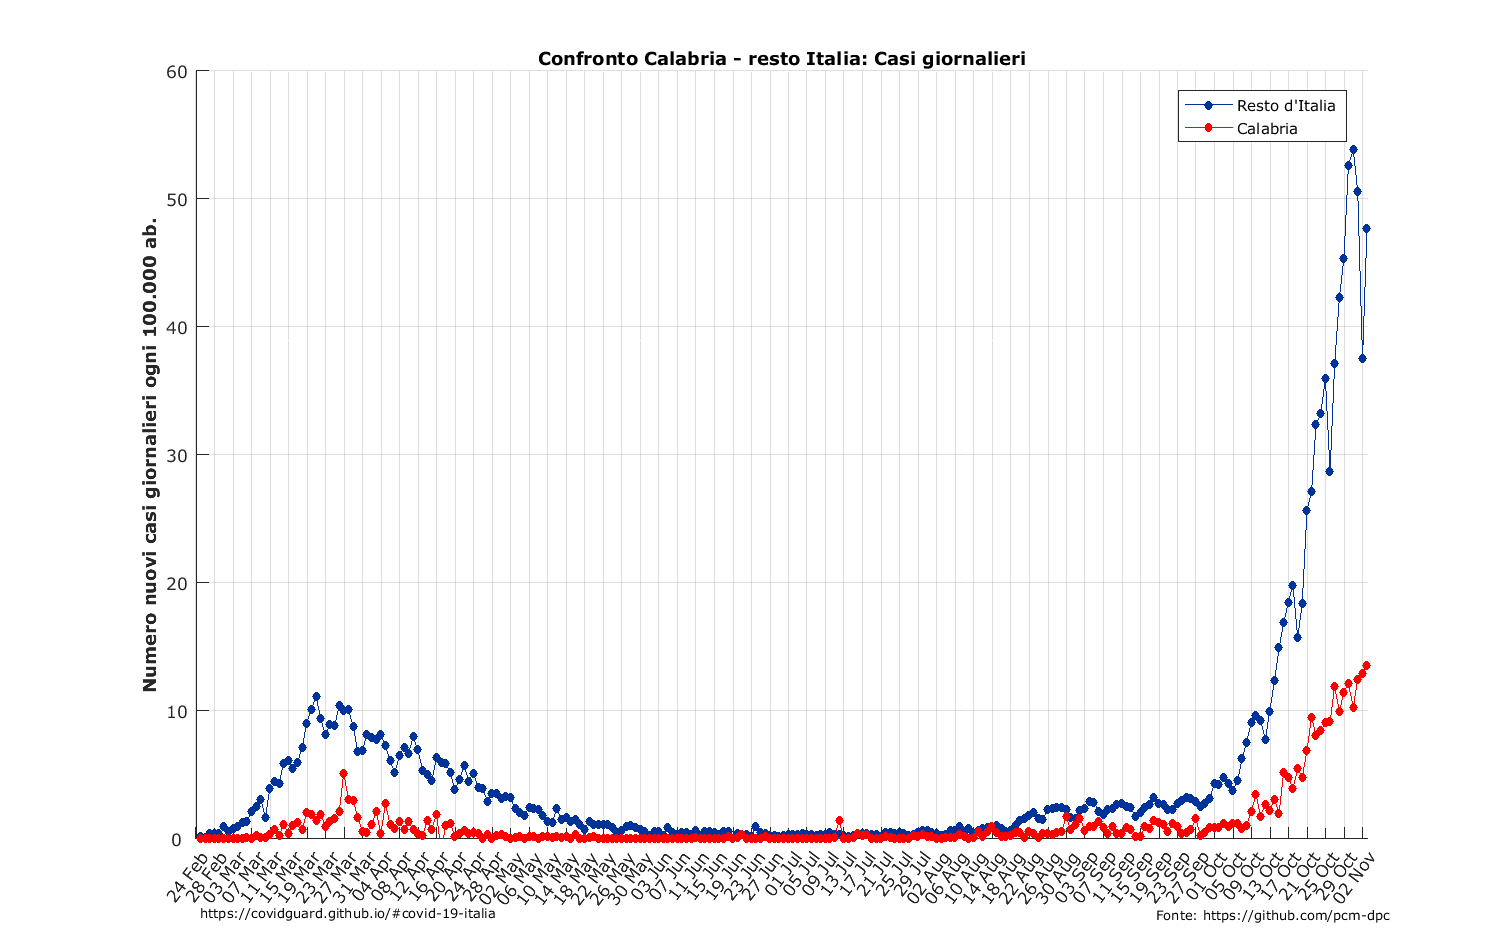 Confronto Calabria - resto Italia: Casi giornalieri
Resto d'Italia
Calabria
Numero nuovi casi giornalieri ogni 100.000 ab.
60
50
40
30
20
10
0
24 Feb
28 Feb
03 Mar
07 Mar
11 Mar
15 Mar
19 Mar
23 Mar
27 Mar
31 Mar
04 Apr
08 Apr
12 Apr
16 Apr
20 Apr
24 Apr
28 Apr
02 May
06 May
10 May
14 May
18 May
22 May
26 May
30 May
03 Jun
07 Jun
11 Jun
15 Jun
19 Jun
23 Jun
27 Jun
01 Jul
05 Jul
09 Jul
13 Jul
17 Jul
21 Jul
25 Jul
29 Jul
02 Aug
06 Aug
10 Aug
14 Aug
18 Aug
22 Aug
26 Aug
30 Aug
03 Sep
07 Sep
11 Sep
15 Sep
19 Sep
23 Sep
27 Sep
01 Oct
05 Oct
09 Oct
13 Oct
17 Oct
21 Oct
25 Oct
29 Oct
02 Nov
https://covidguard.github.io/#covid-19-italia
Fonte: https://github.com/pcm-dpc